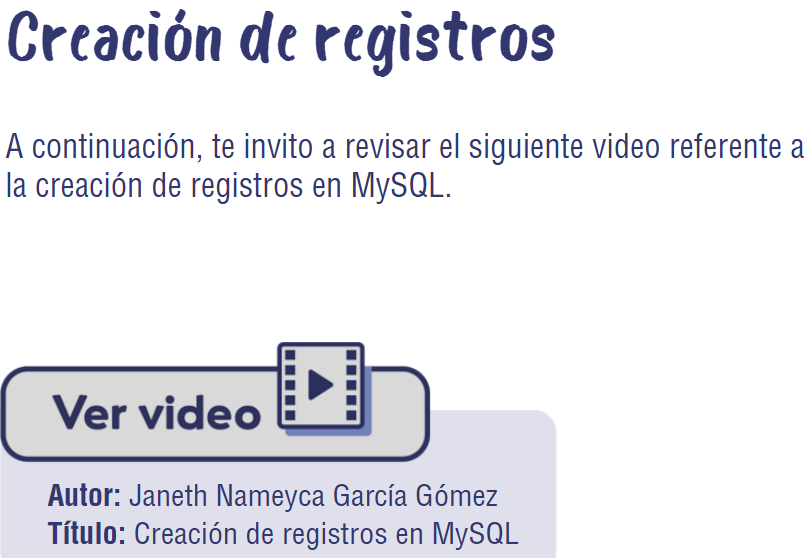 Creación de registros
A continuación, te invito a revisar el siguiente video referente a
la creación de registros en MySQL.
Ver video
Autor: Janeth Nameyca García Gómez
Título: Creación de registros en MySQL